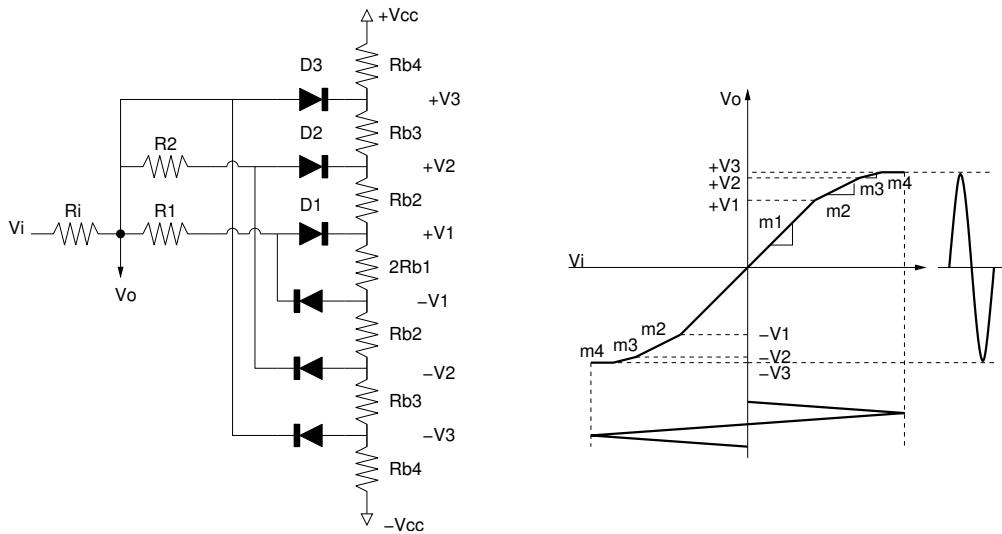 +Vcc
Rb4
D3
+V3
Rb3
D2
R2
+V2
Rb2
D1
Ri
R1
Vi
+V1
2Rb1
Vo
−V1
Rb2
−V2
Rb3
−V3
Rb4
−Vcc
Vo
+V3
+V2
m3
m4
+V1
m2
m1
Vi
−V1
m2
m3
−V2
m4
−V3